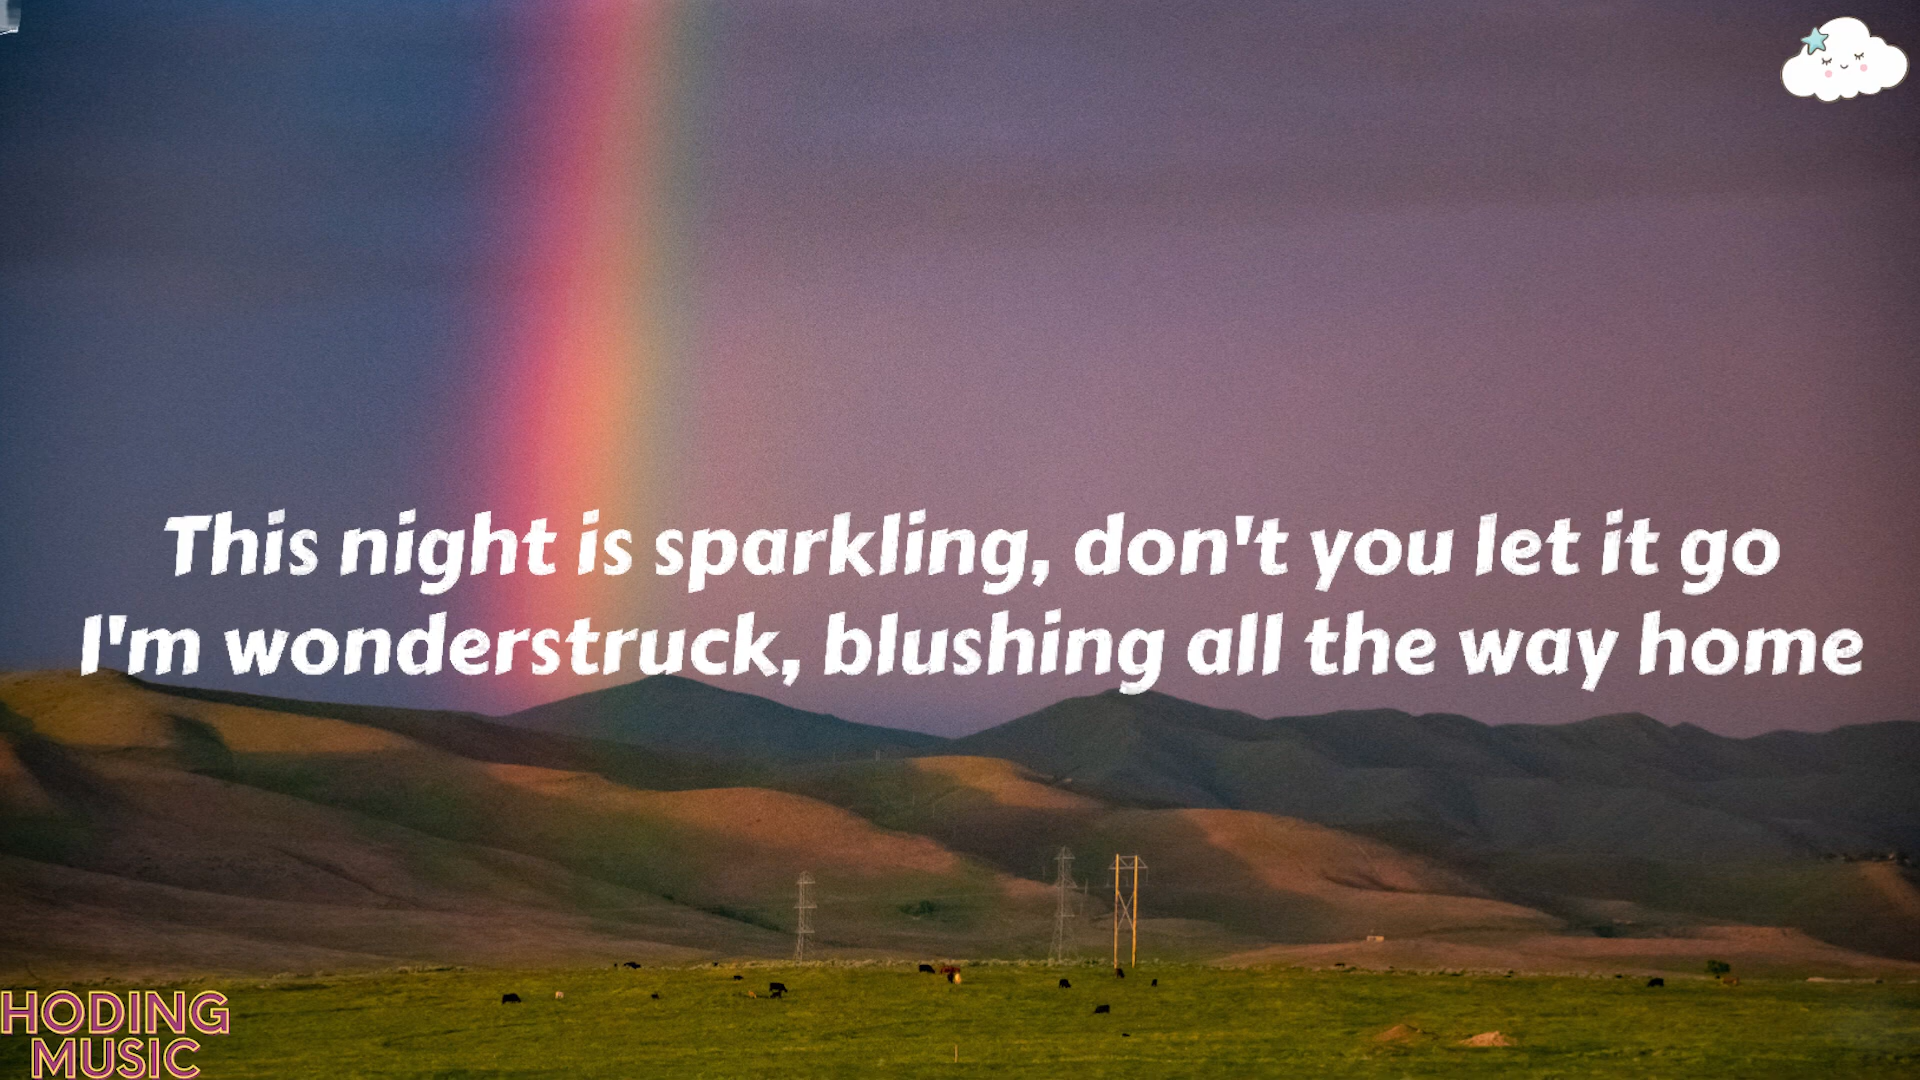 This night is sparkling, don't you let it go
I'm wonderstruck, blushing all the way home
HODING
MUSIC